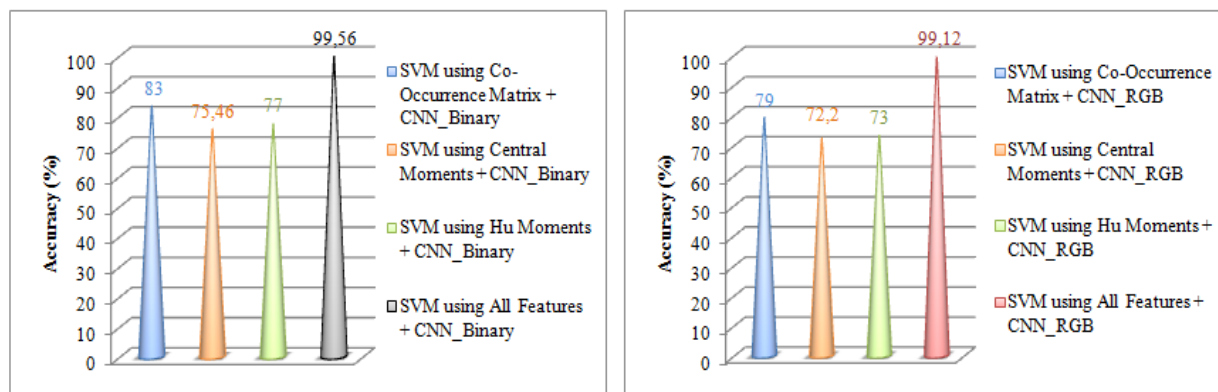 99,56
100
90
80
70
60
50
40
30
20
10
0
Accuracy (%)
83
75,46
77
SVM using Co-
Occurrence Matrix +
CNN_Binary
SVM using Central
Moments + CNN_Binary
SVM using Hu Moments
+ CNN_Binary
SVM using All Features
+ CNN_Binary
99,12
100
90
80
70
60
50
40
30
20
10
0
Accuracy (%)
79
72,2
73
SVM using Co-Occurrence
Matrix + CNN_RGB
SVM using Central
Moments + CNN_RGB
SVM using Hu Moments +
CNN_RGB
SVM using All Features +
CNN_RGB